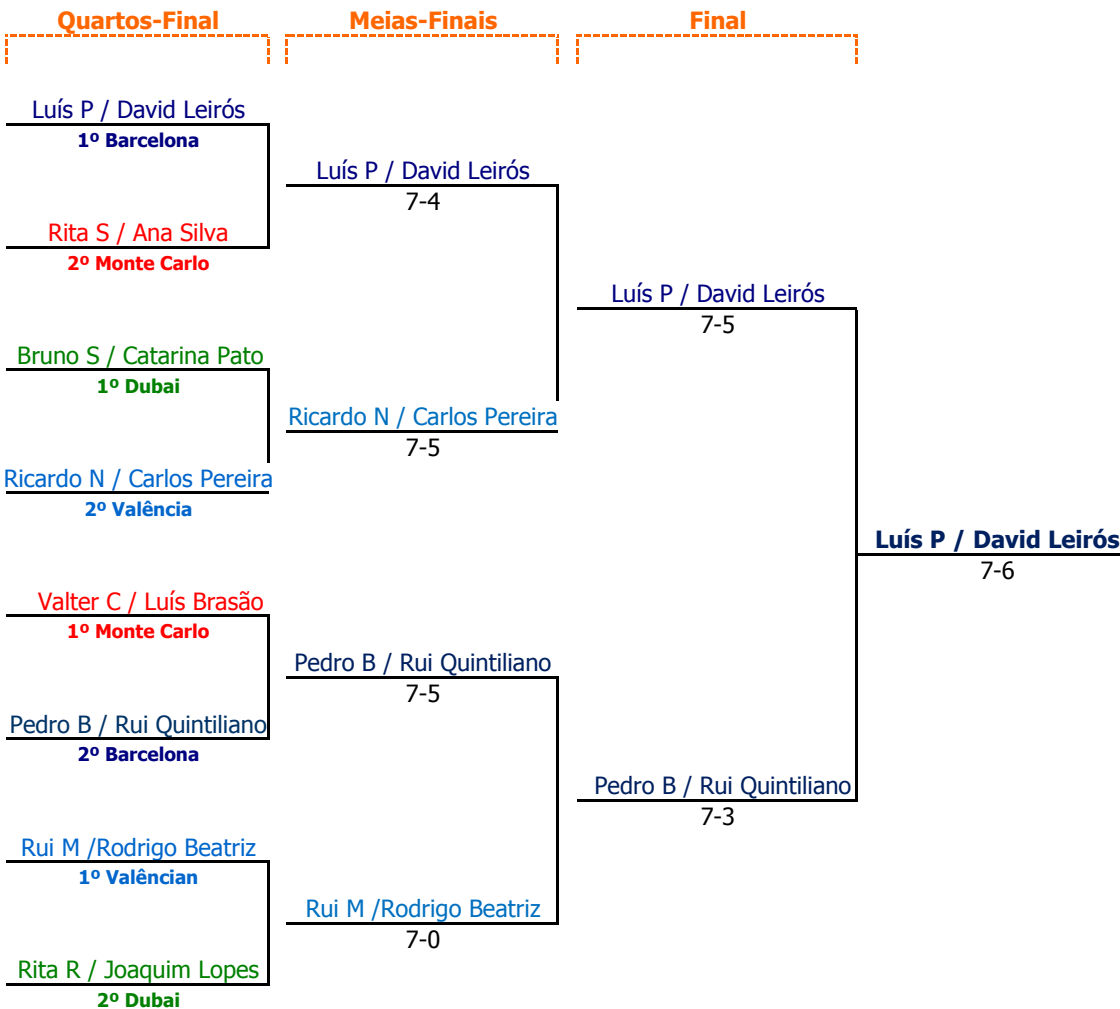 Quartos-Final
Meias-Finais
Final
Luís P / David Leirós
1º Barcelona
Rita S / Ana Silva
2º Monte Carlo
Bruno S / Catarina Pato
1º Dubai
Ricardo N / Carlos Pereira
2º Valência
Valter C / Luís Brasão
1º Monte Carlo
Pedro B / Rui Quintiliano
2º Barcelona
Rui M /Rodrigo Beatriz
1º Valêncian
Rita R / Joaquim Lopes
2º Dubai
Luís P / David Leirós
7-4
Ricardo N / Carlos Pereira
7-5
Pedro B / Rui Quintiliano
7-5
Rui M /Rodrigo Beatriz
7-0
Luís P / David Leirós
7-5
Pedro B / Rui Quintiliano
7-3
Luís P / David Leirós
7-6